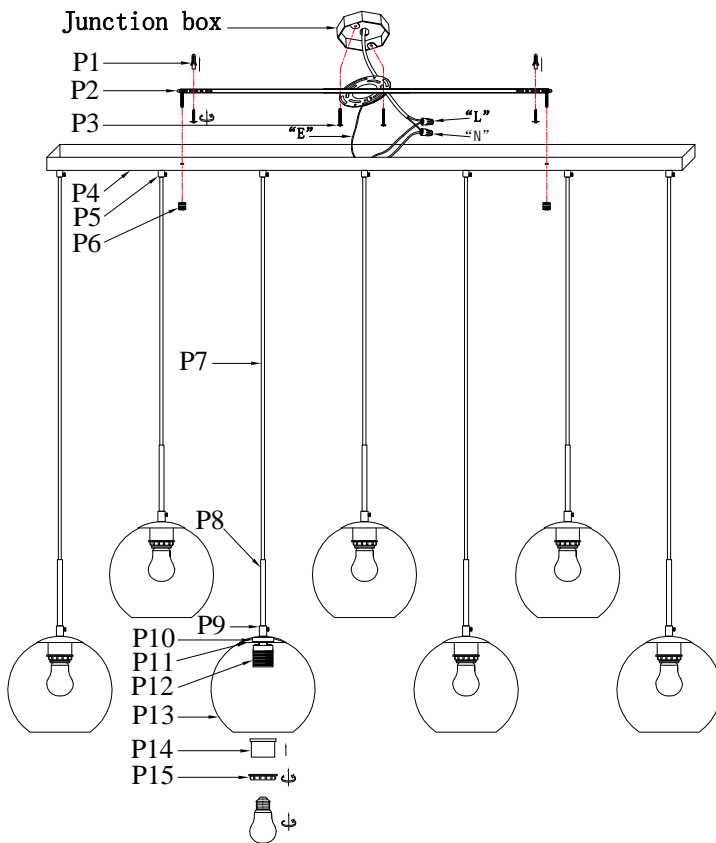 Junction box
P1
P2
P3
“E”
“L”
“N”
P4
P5
P6
P7
P8
P9
P10
P11
P12
P13
P14
P15